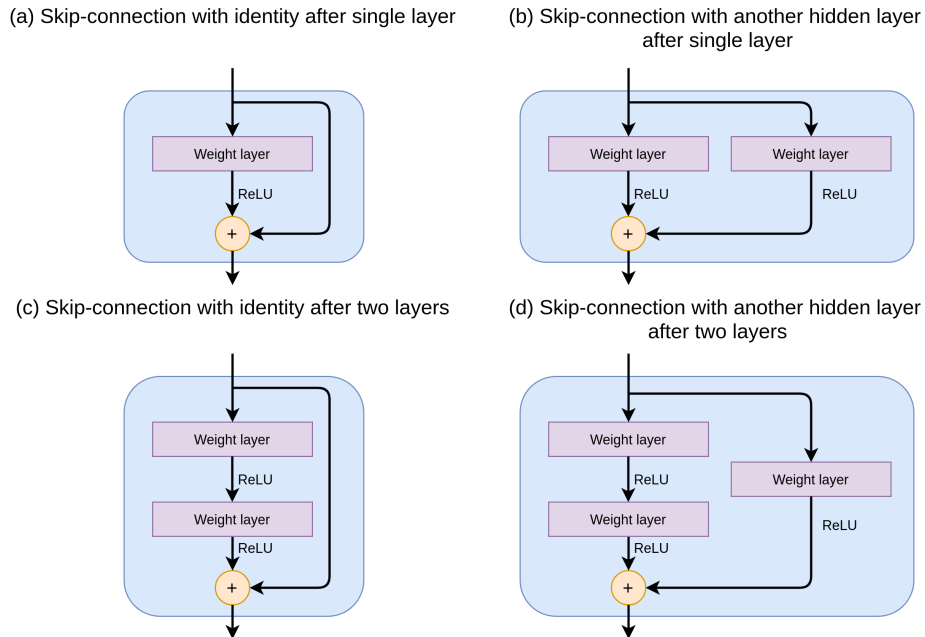 (a) Skip-connection with identity after single layer
Weight layer
ReLU
+
(b) Skip-connection with another hidden layer
after single layer
Weight layer
Weight layer
ReLU
ReLU
+
(c) Skip-connection with identity after two layers
Weight layer
ReLU
Weight layer
ReLU
+
(d) Skip-connection with another hidden layer
after two layers
Weight layer
ReLU
Weight layer
Weight layer
ReLU
ReLU
+